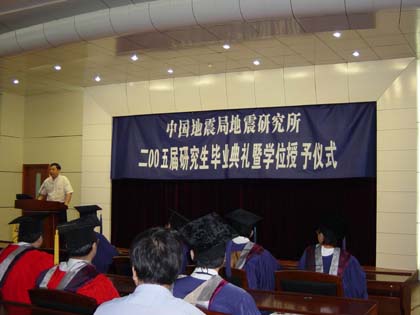 中国地震局地震研究所
二00五届研究生毕业典礼暨学位授予仪式